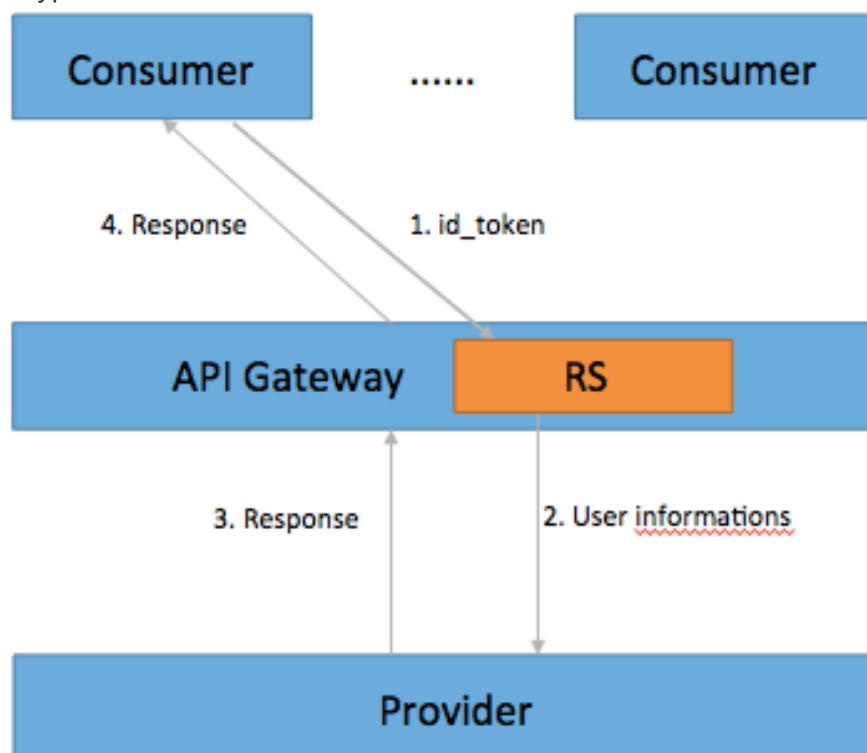 Consumer
......
Consumer
4. Response
1. id_token
API Gateway
RS
3. Response
2. User informations
Provider